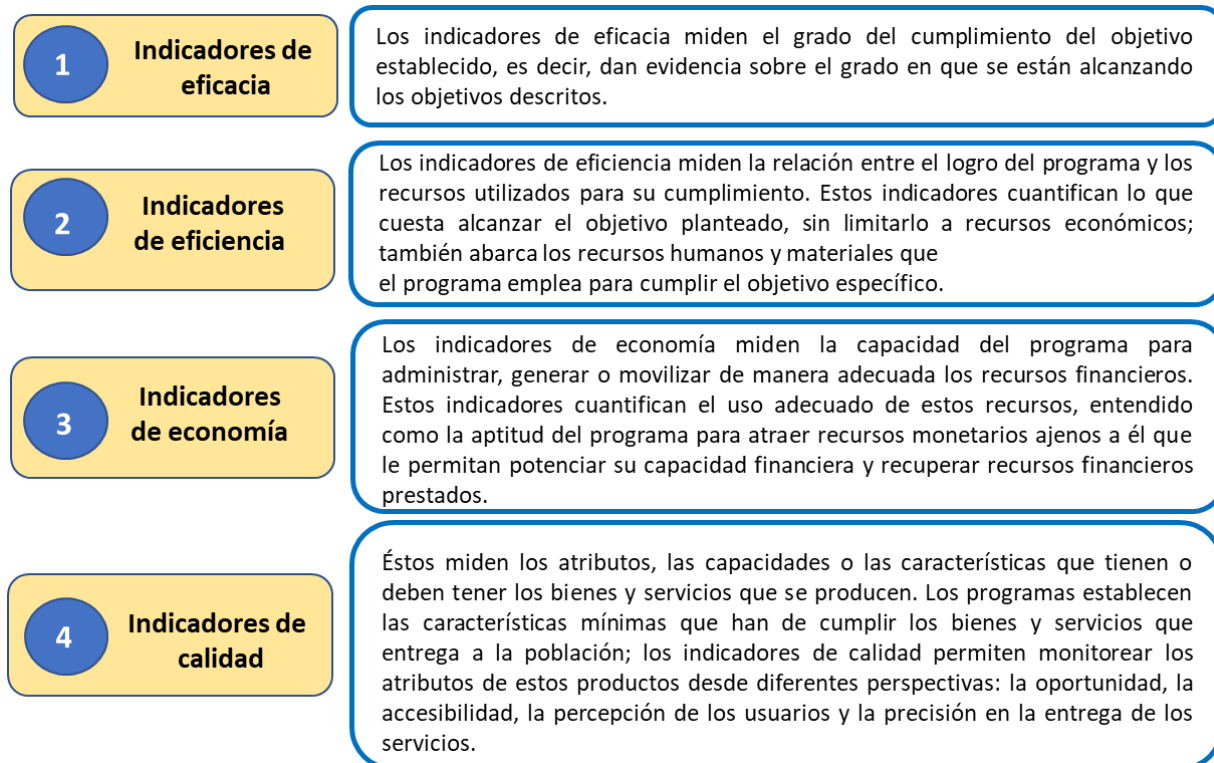 1
Indicadores de
eficacia
Los indicadores de eficacia miden el grado del cumplimiento del objetivo
establecido, es decir, dan evidencia sobre el grado en que se están alcanzando
los objetivos descritos.
2
Indicadores
de eficiencia
Los indicadores de eficiencia miden la relación entre el logro del programa y los
recursos utilizados para su cumplimiento. Estos indicadores cuantifican lo que
cuesta alcanzar el objetivo planteado, sin limitarlo a recursos económicos;
también abarca los recursos humanos y materiales que
el programa emplea para cumplir el objetivo específico.
3
Indicadores
de economía
Los indicadores de economía miden la capacidad del programa para
administrar, generar o movilizar de manera adecuada los recursos financieros.
Estos indicadores cuantifican el uso adecuado de estos recursos, entendido
como la aptitud del programa para atraer recursos monetarios ajenos a él que
le permitan potenciar su capacidad financiera y recuperar recursos financieros
prestados.
4
Indicadores de
calidad
Éstos miden los atributos, las capacidades o las características que tienen o
deben tener los bienes y servicios que se producen. Los programas establecen
las características mínimas que han de cumplir los bienes y servicios que
entrega a la población; los indicadores de calidad permiten monitorear los
atributos de estos productos desde diferentes perspectivas: la oportunidad, la
accesibilidad, la percepción de los usuarios y la precisión en la entrega de los
servicios.